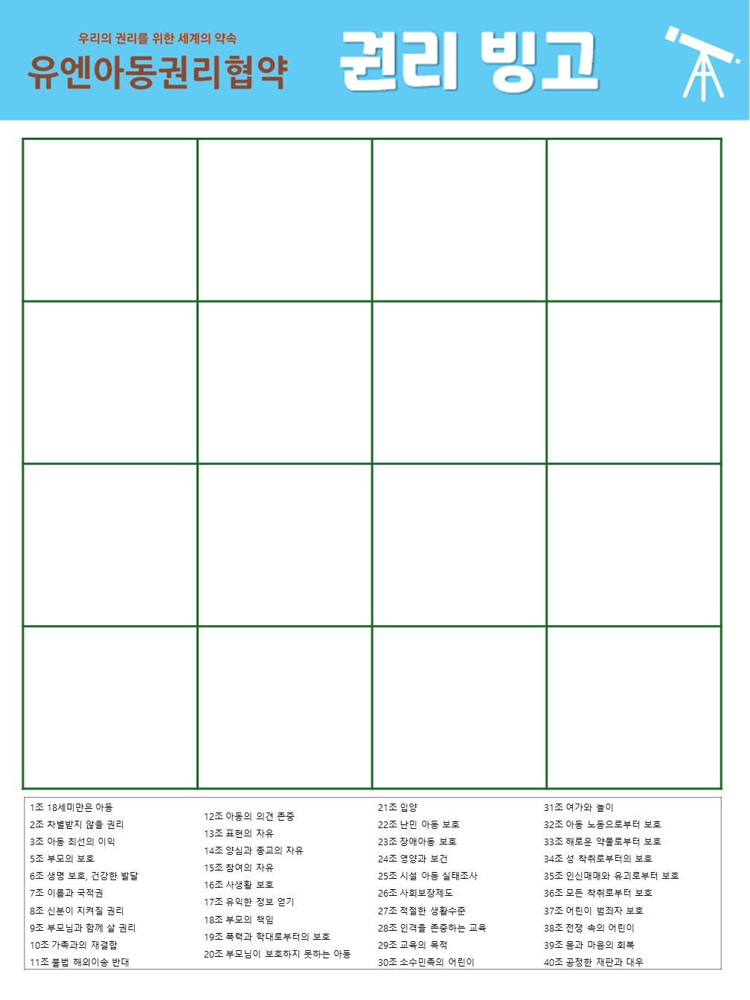 우리의 권리를 위한 세계의 약속
유엔아동권리협약
권리 빙고
1조 18세미만은 아동
2조 차별받지 않을 권리
3조 아동 최선의 이익
5조 부모의 보호
6조 생명 보호, 건강한 발달
7조 이름과 국적권
8조 신분이 지켜질 권리
9조 부모님과 함께 살 권리
10조 가족과의 재결합
11조 불법 해외이송 반대
12조 아동의 의견 존중
13조 표현의 자유
14조 양심과 종교의 자유
15조 참여의 자유
16조 사생활 보호
17조 유익한 정보 얻기
18조 부모의 책임
19조 폭력과 학대로부터의 보호
20조 부모님이 보호하지 못하는 아동
21조 입양
22조 난민 아동 보호
23조 장애아동 보호
24조 영양과 보건
25조 시설 아동 실태조사
26조 사회보장제도
27조 적절한 생활수준
28조 인격을 존중하는 교육
29조 교육의 목적
30조 소수민족의 어린이
31조 여가와 놀이
32조 아동 노동으로부터 보호
33조 해로운 약물로부터 보호
34조 성 착취로부터의 보호
35조 인신매매와 유괴로부터 보호
36조 모든 착취로부터 보호
37조 어린이 범죄자 보호
38조 전쟁 속의 어린이
39조 몸과 마음의 회복
40조 공정한 재판과 대우